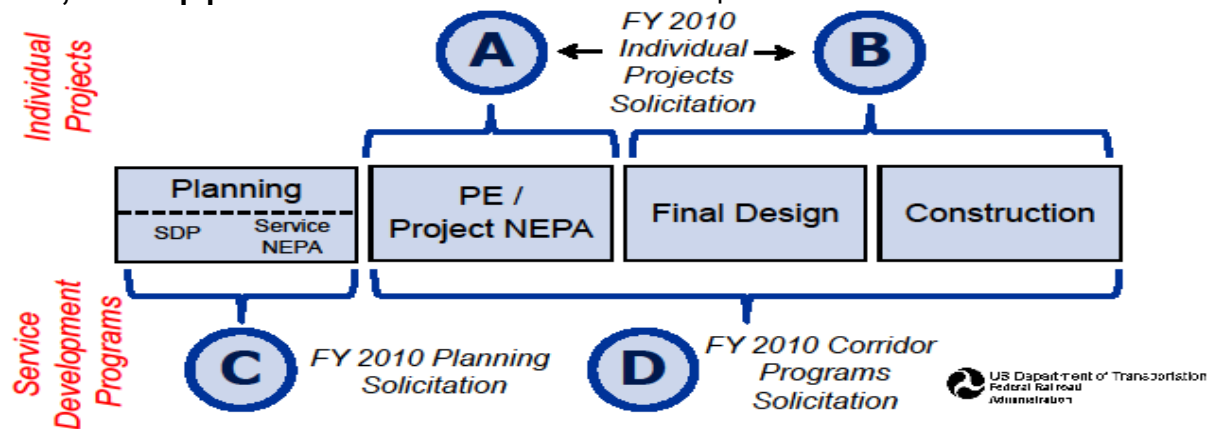 Individual
Projects
A
FY 2010
Individual
Projects
Solicitation
B
Planning
SDP
Service
NEPA
PE /
Project NEPA
Final Design
Construction
Service
Development
Programs
C
FY 2010 Planning
Solicitation
D
FY 2010 Corridor
Programs
Solicitation
US Department of Transportation
Federal Railroad
Administration